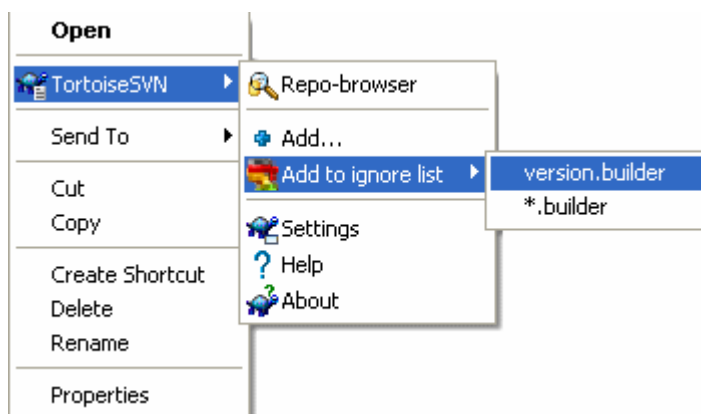 Open
TortoiseSVN
Send To
Cut
Copy
Create Shortcut
Delete
Rename
Properties
Repo-browser
Add...
Add to ignore list
Settings
Help
About
version.builder
*.builder